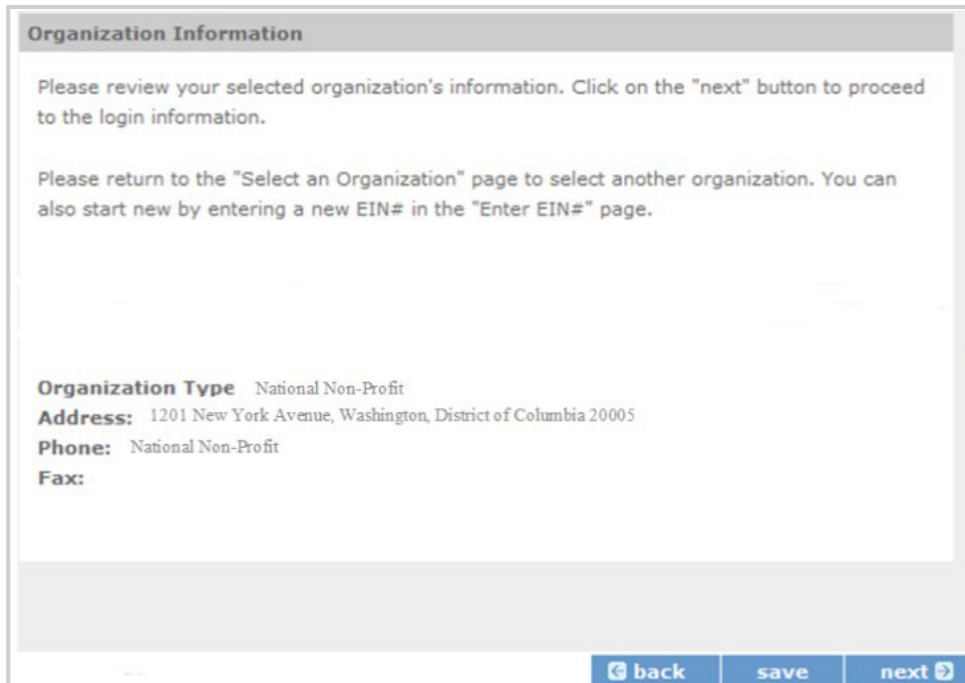 Organization Information
Please review your selected organization's information. Click on the "next" button to proceed
to the login information.
Please return to the "Select an Organization" page to select another organization. You can
also start new by entering a new EIN# in the "Enter EIN#" page.
Organization Type National Non-Profit
Address: 1201 New York Avenue, Washington, District of Columbia 20005
Phone: National Non-Profit
Fax:
back save next